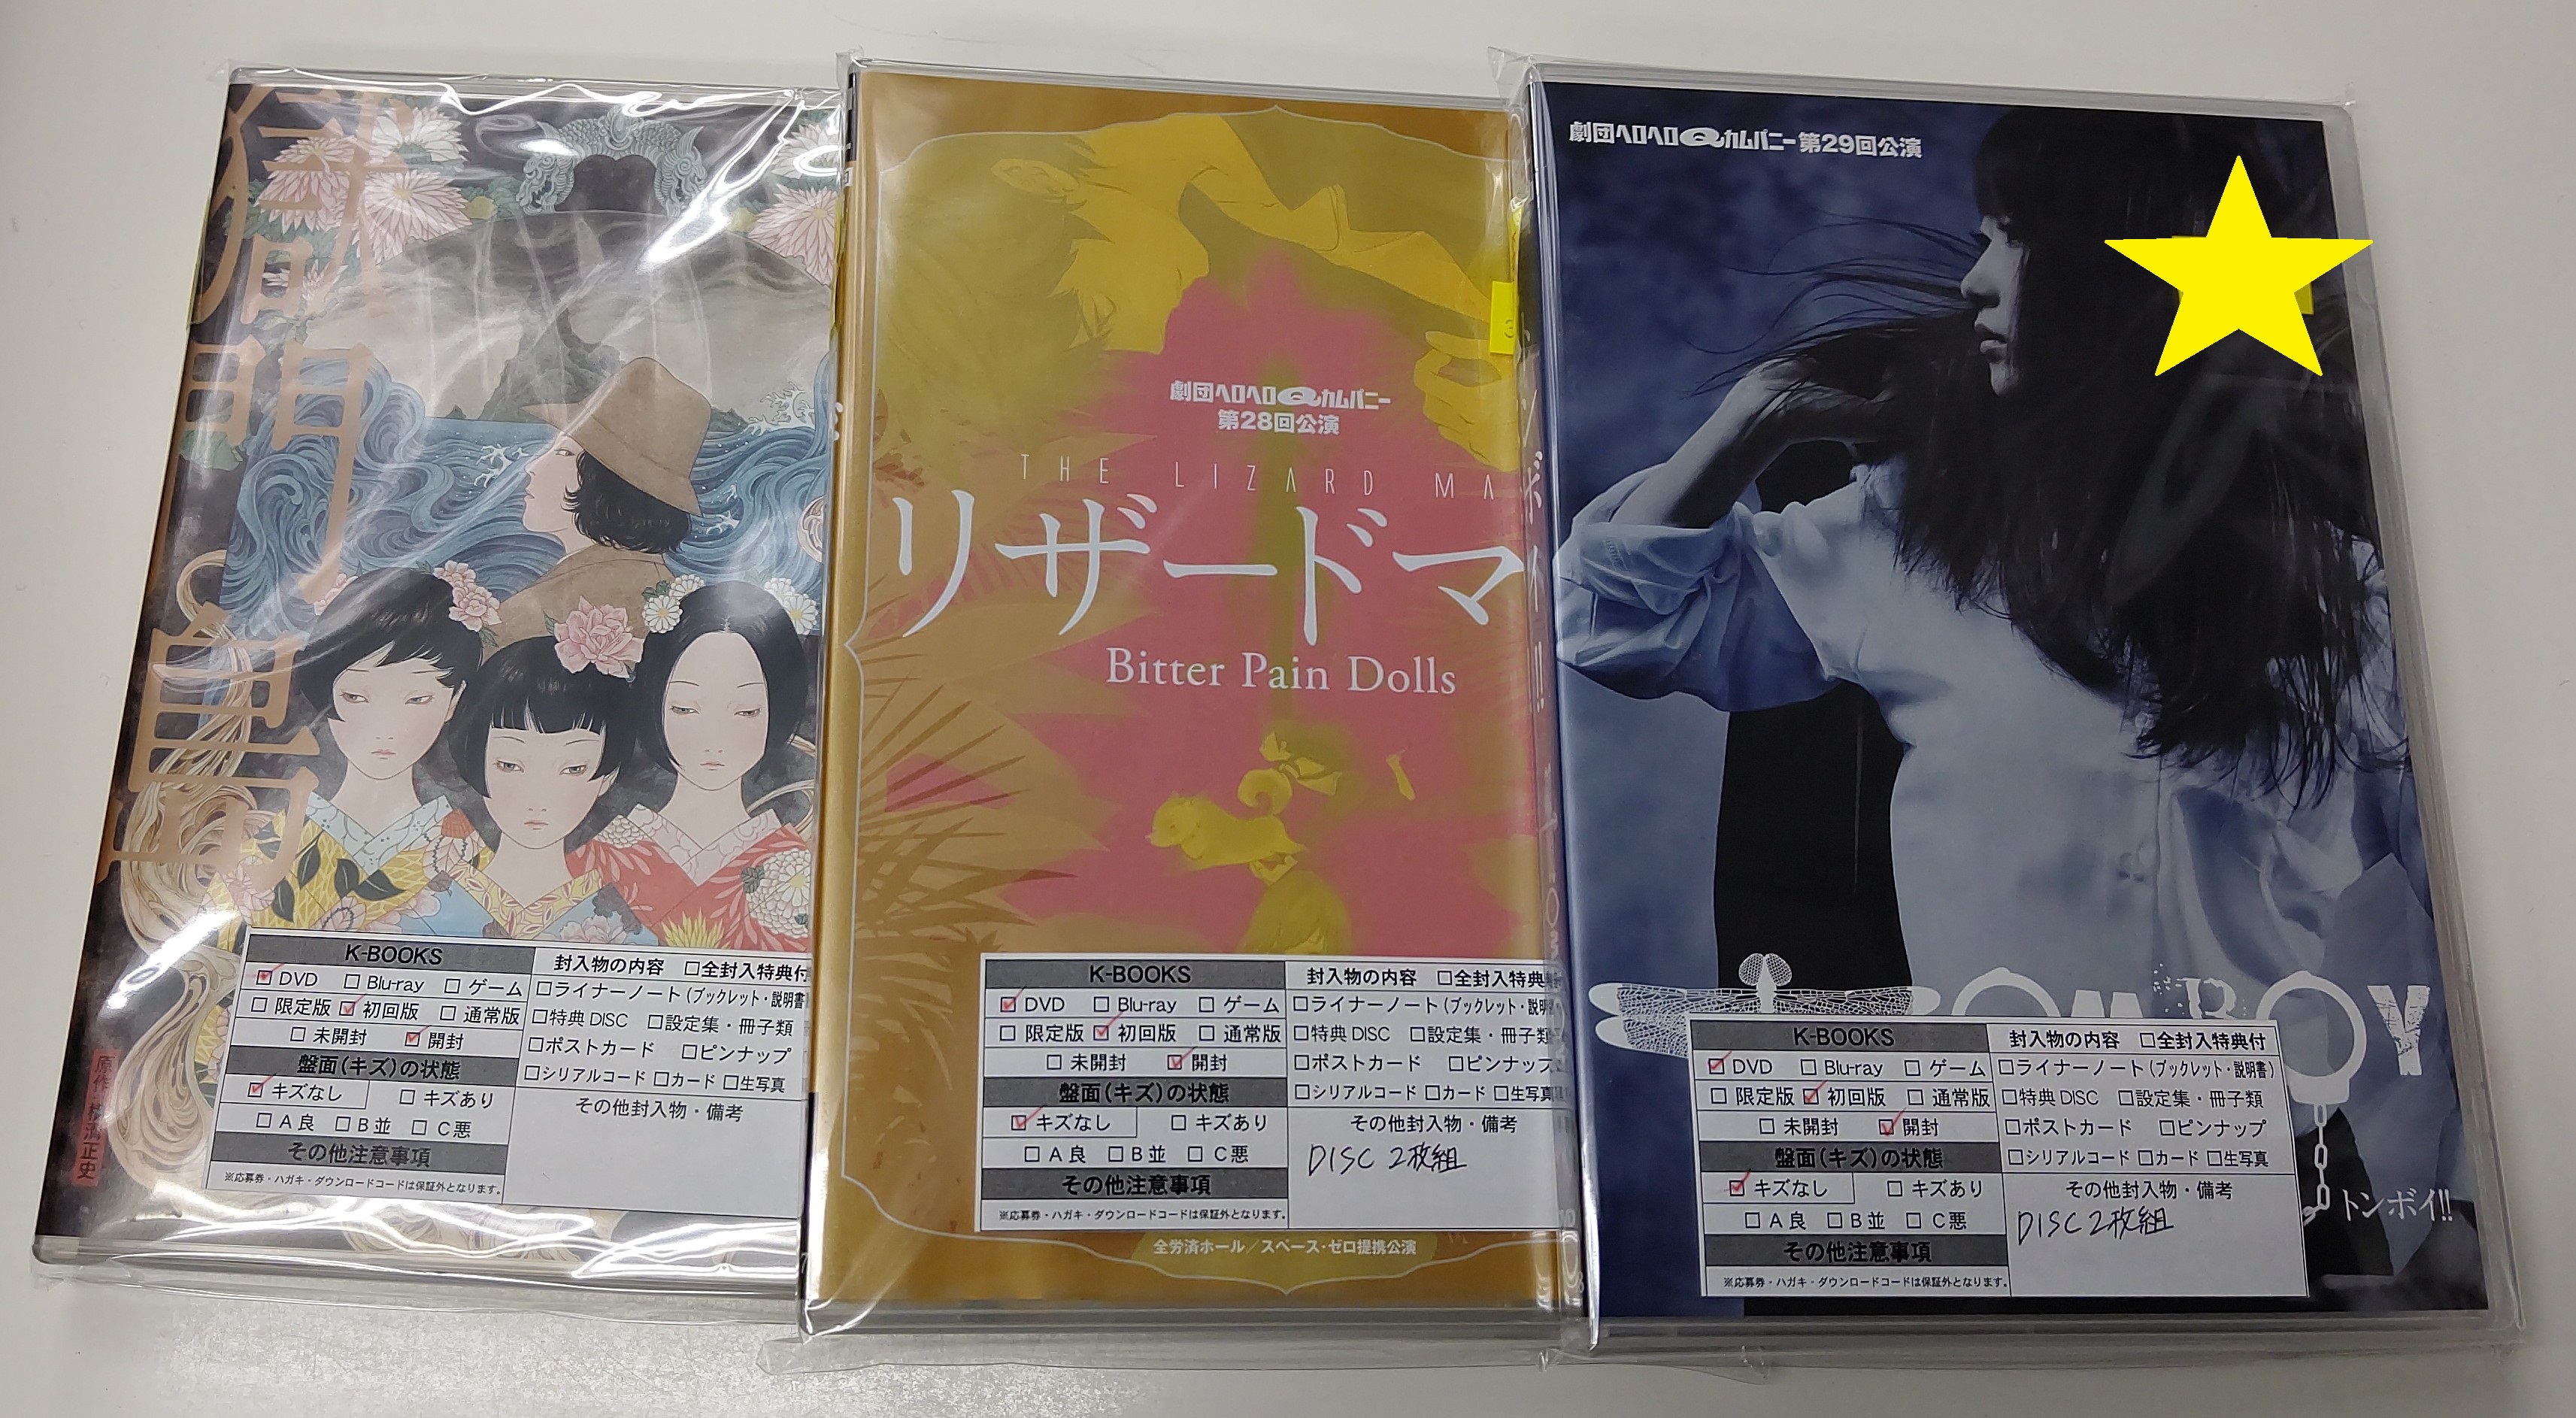 獄門島
K-BOOKS
☑DVD □Blu-ray □ゲーム
□限定版 ☑初回版 □通常版
□未開封 ☑開封
盤面(キズ)の状態
☑キズなし □キズあり
□A良 □B並 □C悪
その他注意事項
※応募券・ハガキ・ダウンロードコードは保証外となります。
封入物の内容 □全封入特典付
□ライナーノート(ブックレット・説明書
□特典DISC □設定集・冊子類
□ポストカード □ピンナップ
□シリアルコード □カード □生写真
その他封入物・備考
劇団ヘロヘロQカムパニー
第28回公演
THE LIZARD MA
リザードマ
Bitter Pain Dolls
K-BOOKS
☑DVD □Blu-ray □ゲーム
□限定版 ☑初回版 □通常版
□未開封 ☑開封
盤面(キズ)の状態
☑キズなし □キズあり
□A良 □B並 □C悪
その他注意事項
※応募券・ハガキ・ダウンロードコードは保証外となります。
封入物の内容 □全封入特典
□ライナーノート(ブックレット・説明
□特典DISC □設定集・冊子類
□ポストカード □ピンナップ
□シリアルコード □カード □生写真
その他封入物・備考
DISC 2枚組
全労済ホール/スペース・ゼロ提携公演
劇団ヘロヘロQカムパニー第29回公演
TOMBOY
トンボイ!!
K-BOOKS
☑DVD □Blu-ray □ゲーム
□限定版 ☑初回版 □通常版
□未開封 ☑開封
盤面(キズ)の状態
☑キズなし □キズあり
□A良 □B並 □C悪
その他注意事項
※応募券・ハガキ・ダウンロードコードは保証外となります。
封入物の内容 □全封入特典付
□ライナーノート(ブックレット・説明書)
□特典DISC □設定集・冊子類
□ポストカード □ピンナップ
□シリアルコード □カード □生写真
その他封入物・備考
DISC 2枚組